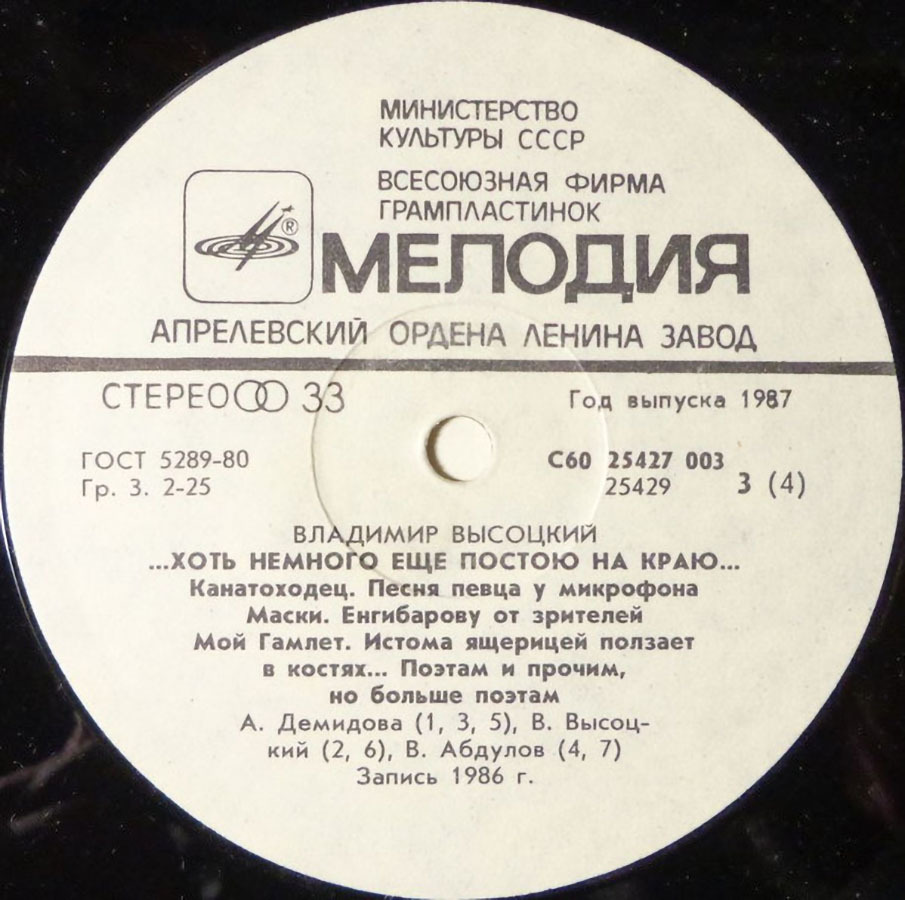 МИНИСТЕРСТВО
КУЛЬТУРЫ СССР
ВСЕСОЮЗНАЯ ФИРМА
ГРАМПЛАСТИНОК
®
МЕЛОДИЯ
АПРЕЛЕВСКИЙ ОРДЕНА ЛЕНИНА ЗАВОД
СТЕРЕО 33
Год выпуска 1987
ГОСТ 5289-80
Гр. 3. 2-25
С60 25427 003
25429
3 (4)
ВЛАДИМИР ВЫСОЦКИЙ
...ХОТЬ НЕМНОГО ЕЩЕ ПОСТОЮ НА КРАЮ...
Канатоходец. Песня певца у микрофона
Маски. Енгибарову от зрителей
Мой Гамлет. Истома ящерицей ползает
в костях... Поэтам и прочим,
но больше поэтам
А. Демидова (1, 3, 5), В. Высоц-
кий (2, 6), В. Абдулов (4, 7)
Запись 1986 г.